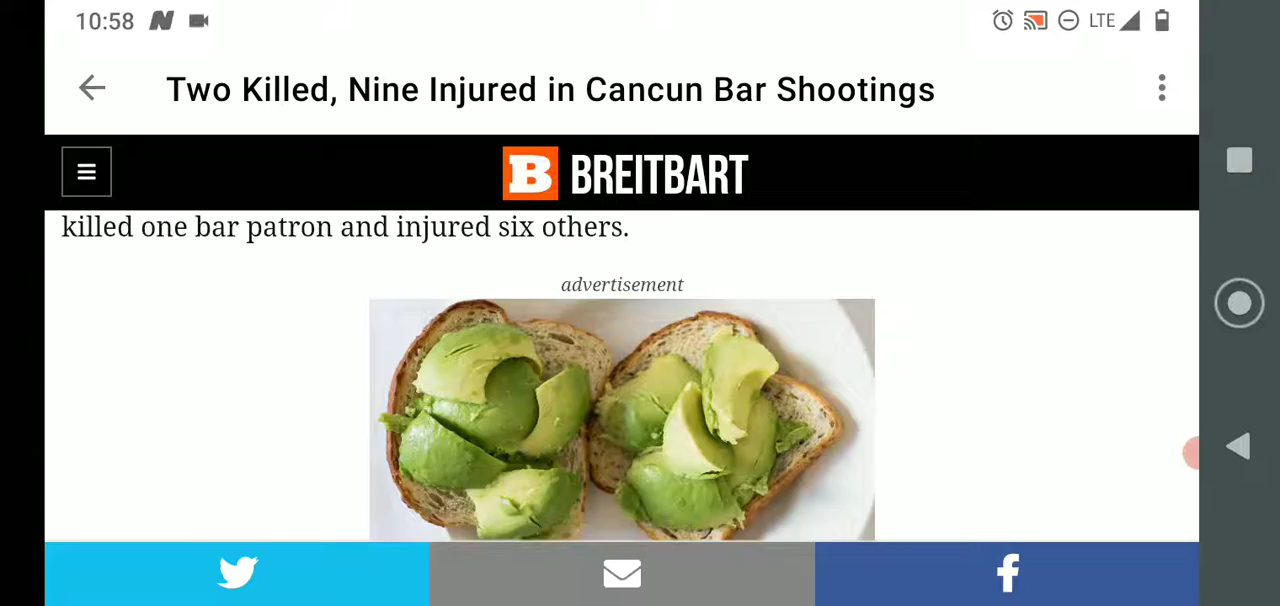 10:58
LTE
Two Killed, Nine Injured in Cancun Bar Shootings
B BREITBART
killed one bar patron and injured six others.
advertisement